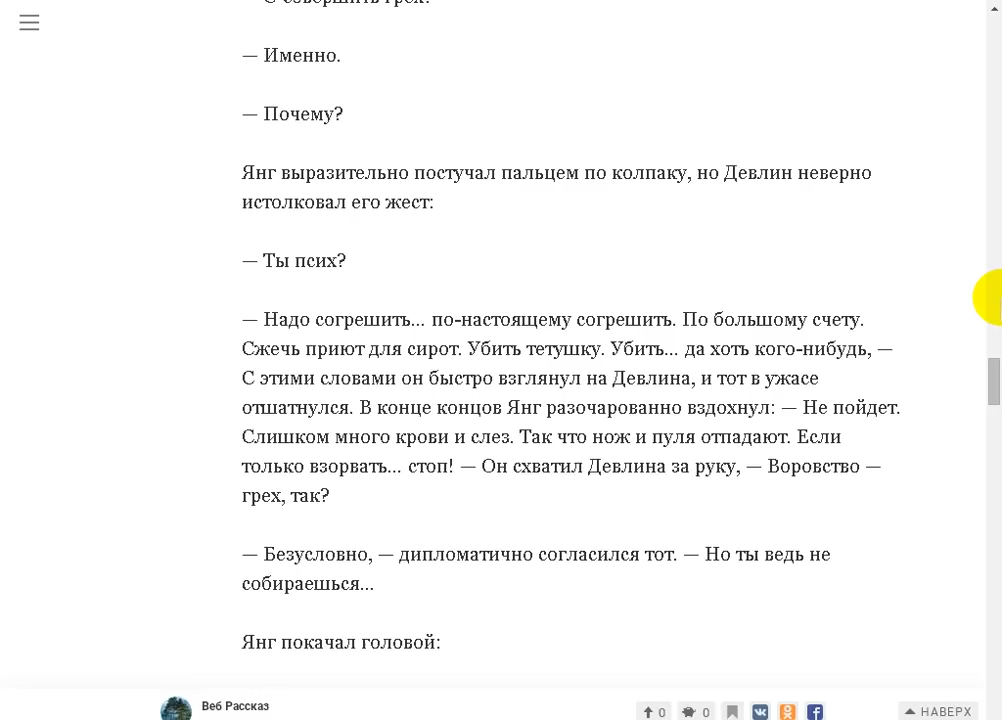 — Именно.
— Почему?
Янг выразительно постучал пальцем по колпаку, но Девлин неверно
истолковал его жест:
— Ты псих?
— Надо согрешить... по-настоящему согрешить. По большому счету.
Сжечь приют для сирот. Убить тетушку. Убить... да хоть кого-нибудь, —
С этими словами он быстро взглянул на Девлина, и тот в ужасе
отшатнулся. В конце концов Янг разочарованно вздохнул: — Не пойдет.
Слишком много крови и слез. Так что нож и пуля отпадают. Если
только взорвать... стоп! — Он схватил Девлина за руку, — Воровство —
грех, так?
— Безусловно, — дипломатично согласился тот. — Но ты ведь не
собираешься...
Янг покачал головой:
Веб Рассказ
0 0 НАВЕРХ